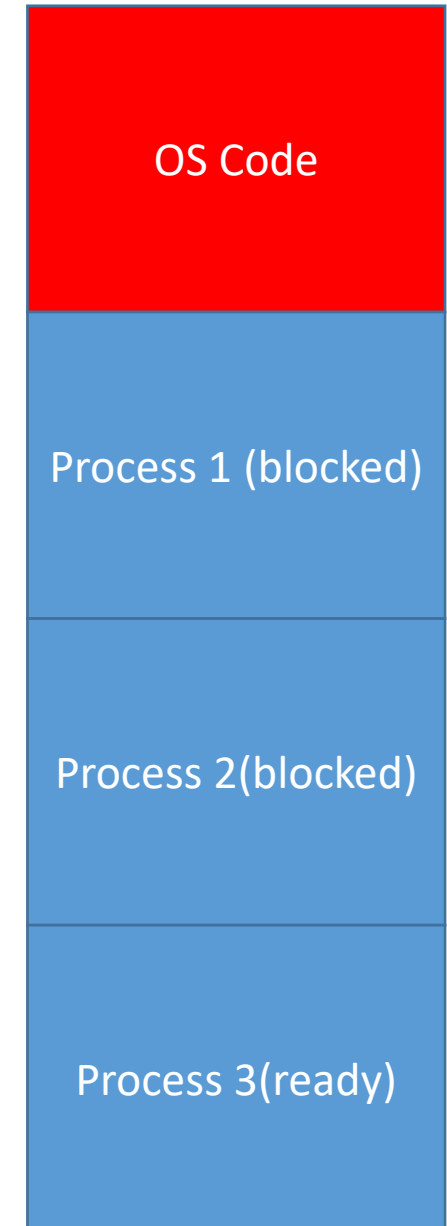 OS Code
Process 1 (blocked)
Process 2(blocked)
Process 3(ready)